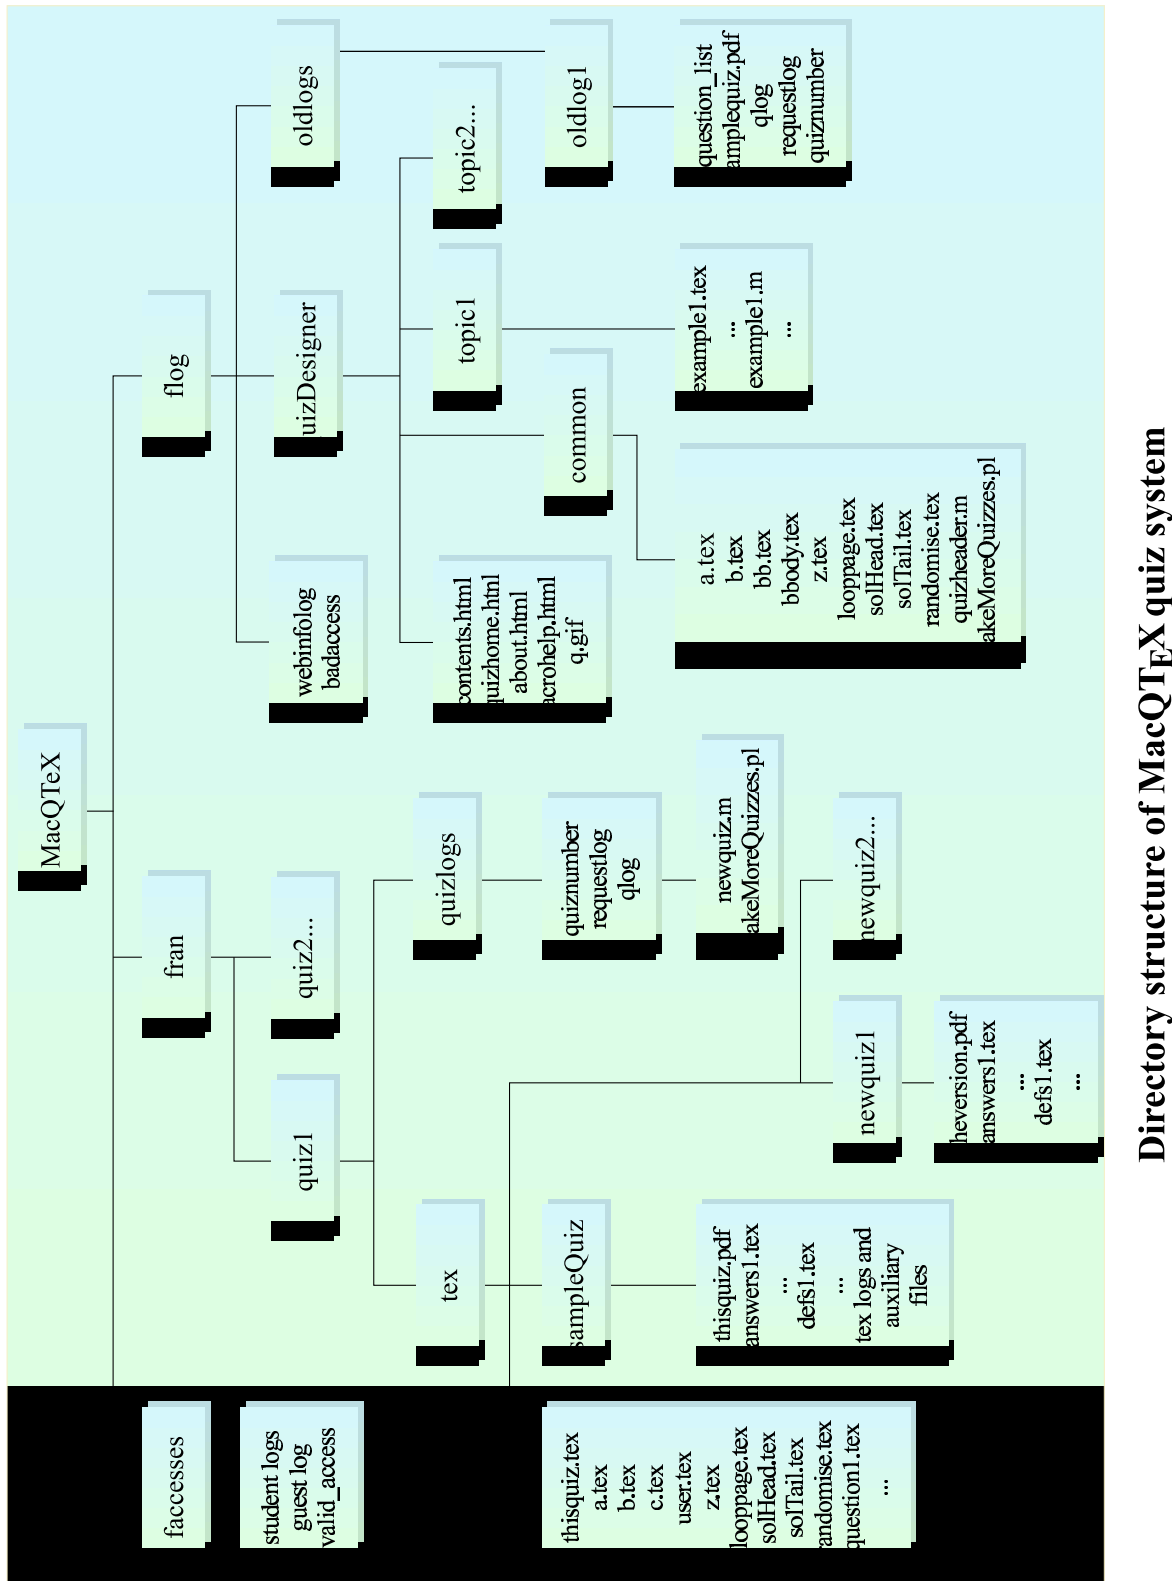 MacQTeX
faccesses
fran
flog
student logs
guest log
valid_access
quiz1
quiz2...
webinfolog
badaccess
uizDesigner
oldlogs
tex
quizlogs
contents.html
quizhome.htnl
about.html
acrohelp.html
q.gif
topic1
topic2...
thisquiz.tex
a.tex
b.tex
c.tex
user.tex
z.tex
looppage.tex
solHead.tex
solTail.tex
randomise.tex
question1.tex
...
sampleQuiz
quiznumber
requestlog
qlog
common
oldlog1
thisquiz.pdf
answers1.tex
...
defs1.tex
...
tex logs and
auxiliary
files
newquiz.m
akeMoreQuizzes.pl
a.tex
b.tex
bb.tex
bbody.tex
z.tex
looppage.tex
solHead.tex
solTail.tex
randomise.tex
quizheader.m
akeMoreQuizzes.pl
example1.tex
...
example1.m
...
question_list
amplequiz.pdf
qlog
requestlog
quiznumber
newquiz1
newquiz2...
heversion.pdf
answers1.tex
...
defs1.tex
...
Directory structure of MacQTEX quiz system